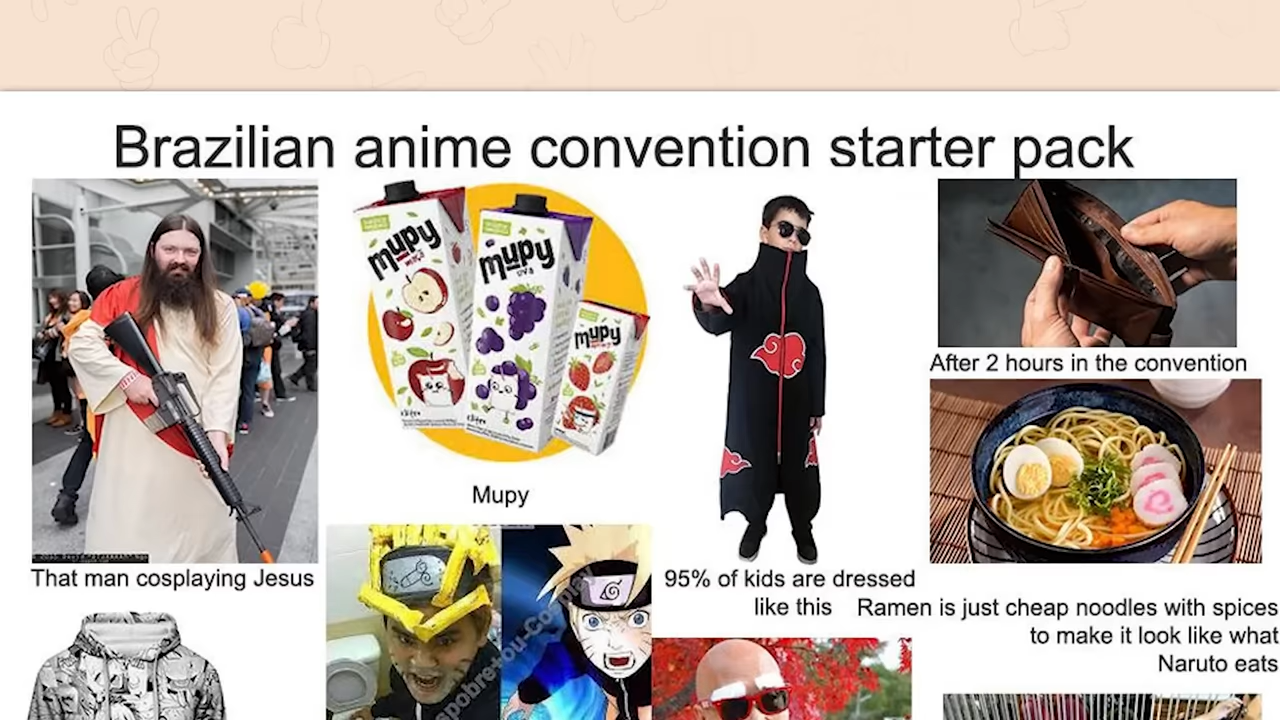 Brazilian anime convention starter pack
mupy
maçã
mupy
uva
mupy
After 2 hours in the convention
Mupy
That man cosplaying Jesus
95% of kids are dressed
like this
Ramen is just cheap noodles with spices
to make it look like what
Naruto eats